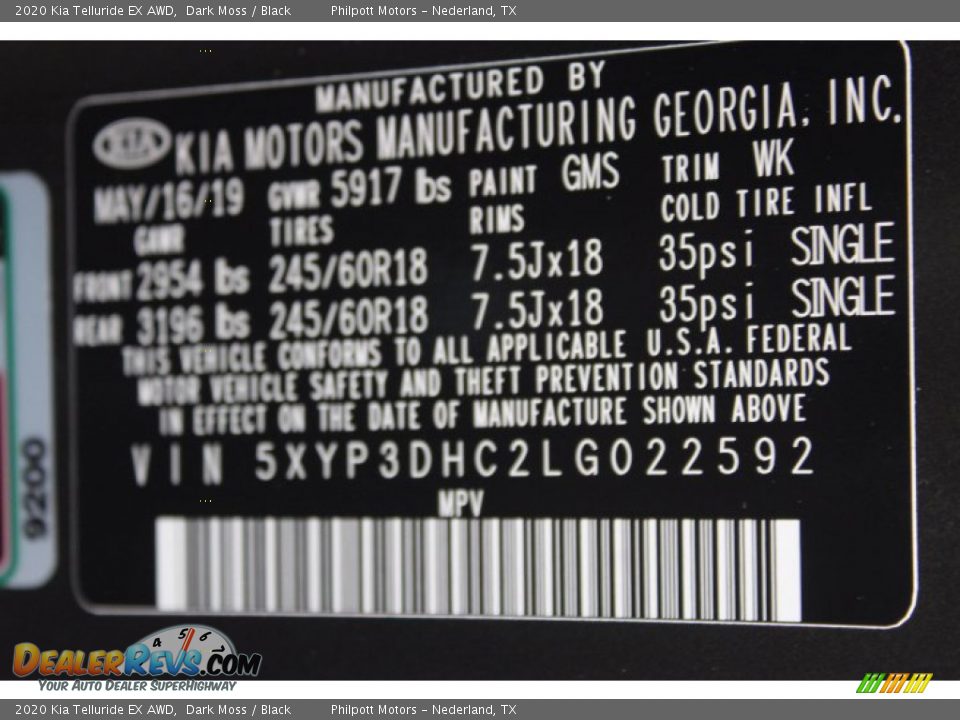 2020 Kia Telluride EX AWD,  Dark Moss / Black          Philpott Motors - Nederland, TX
MANUFACTURED BY
KIA KIA MOTORS MANUFACTURING GEORGIA, INC.
MAY/16/19 GVWR 5917 lbs PAINT GMS TRIM WK
GAWR TIRES RIMS COLD TIRE INFL
FRONT 2954 lbs 245/60R18 7.5Jx18 35psi SINGLE
REAR 3196 lbs 245/60R18 7.5Jx18 35psi SINGLE
THIS VEHICLE CONFORMS TO ALL APPLICABLE U.S.A. FEDERAL
MOTOR VEHICLE SAFETY AND THEFT PREVENTION STANDARDS
IN EFFECT ON THE DATE OF MANUFACTURE SHOWN ABOVE
VIN 5XYP3DHC2LG022592
MPV
9200
4 5 6
DEALERREVS.COM
YOUR AUTO DEALER SUPERHIGHWAY
2020 Kia Telluride EX AWD,  Dark Moss / Black          Philpott Motors - Nederland, TX